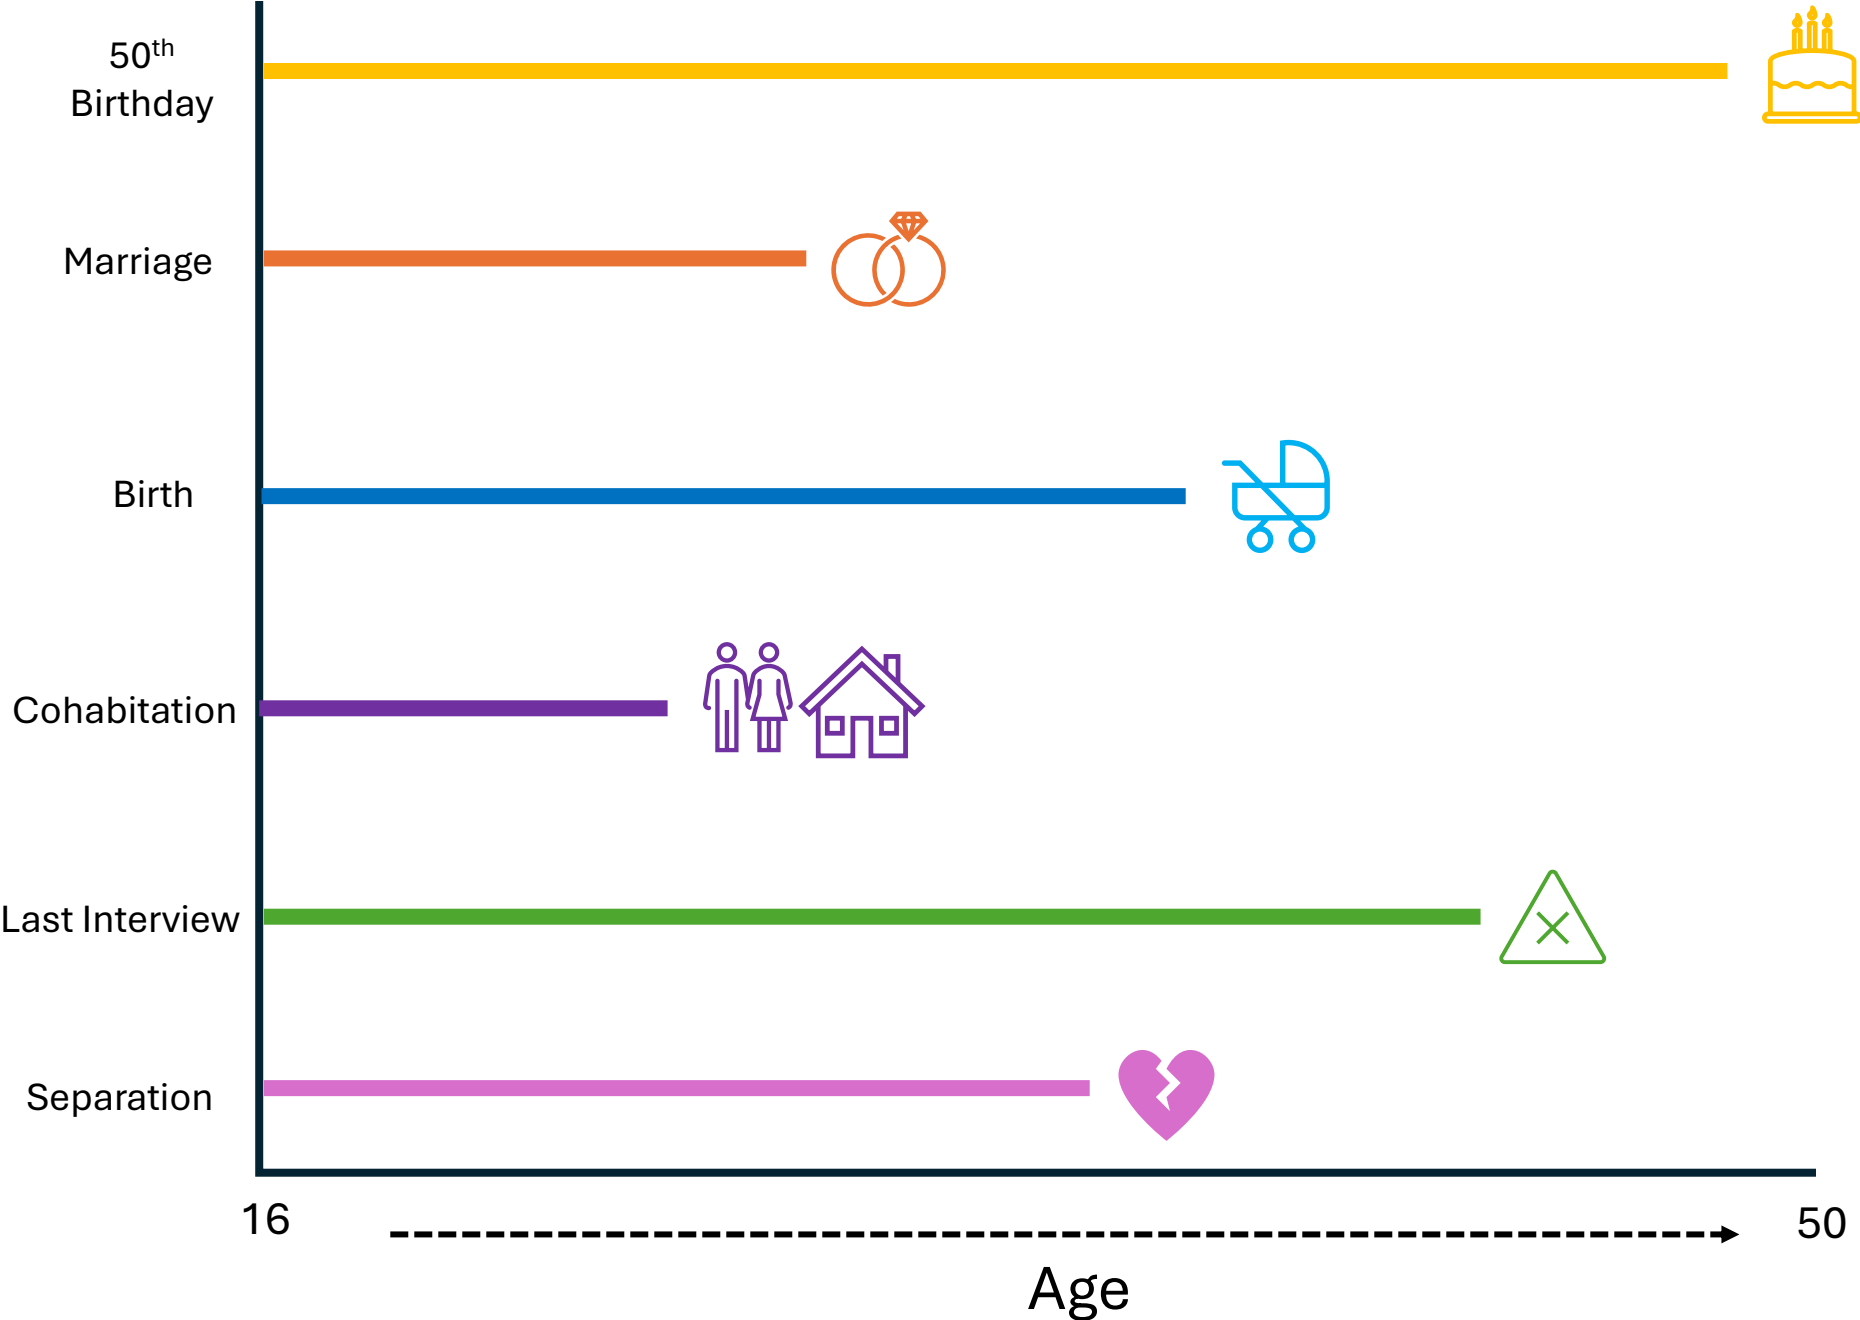 50th
Birthday
Marriage
Birth
Cohabitation
Last Interview
Separation
16
50
Age